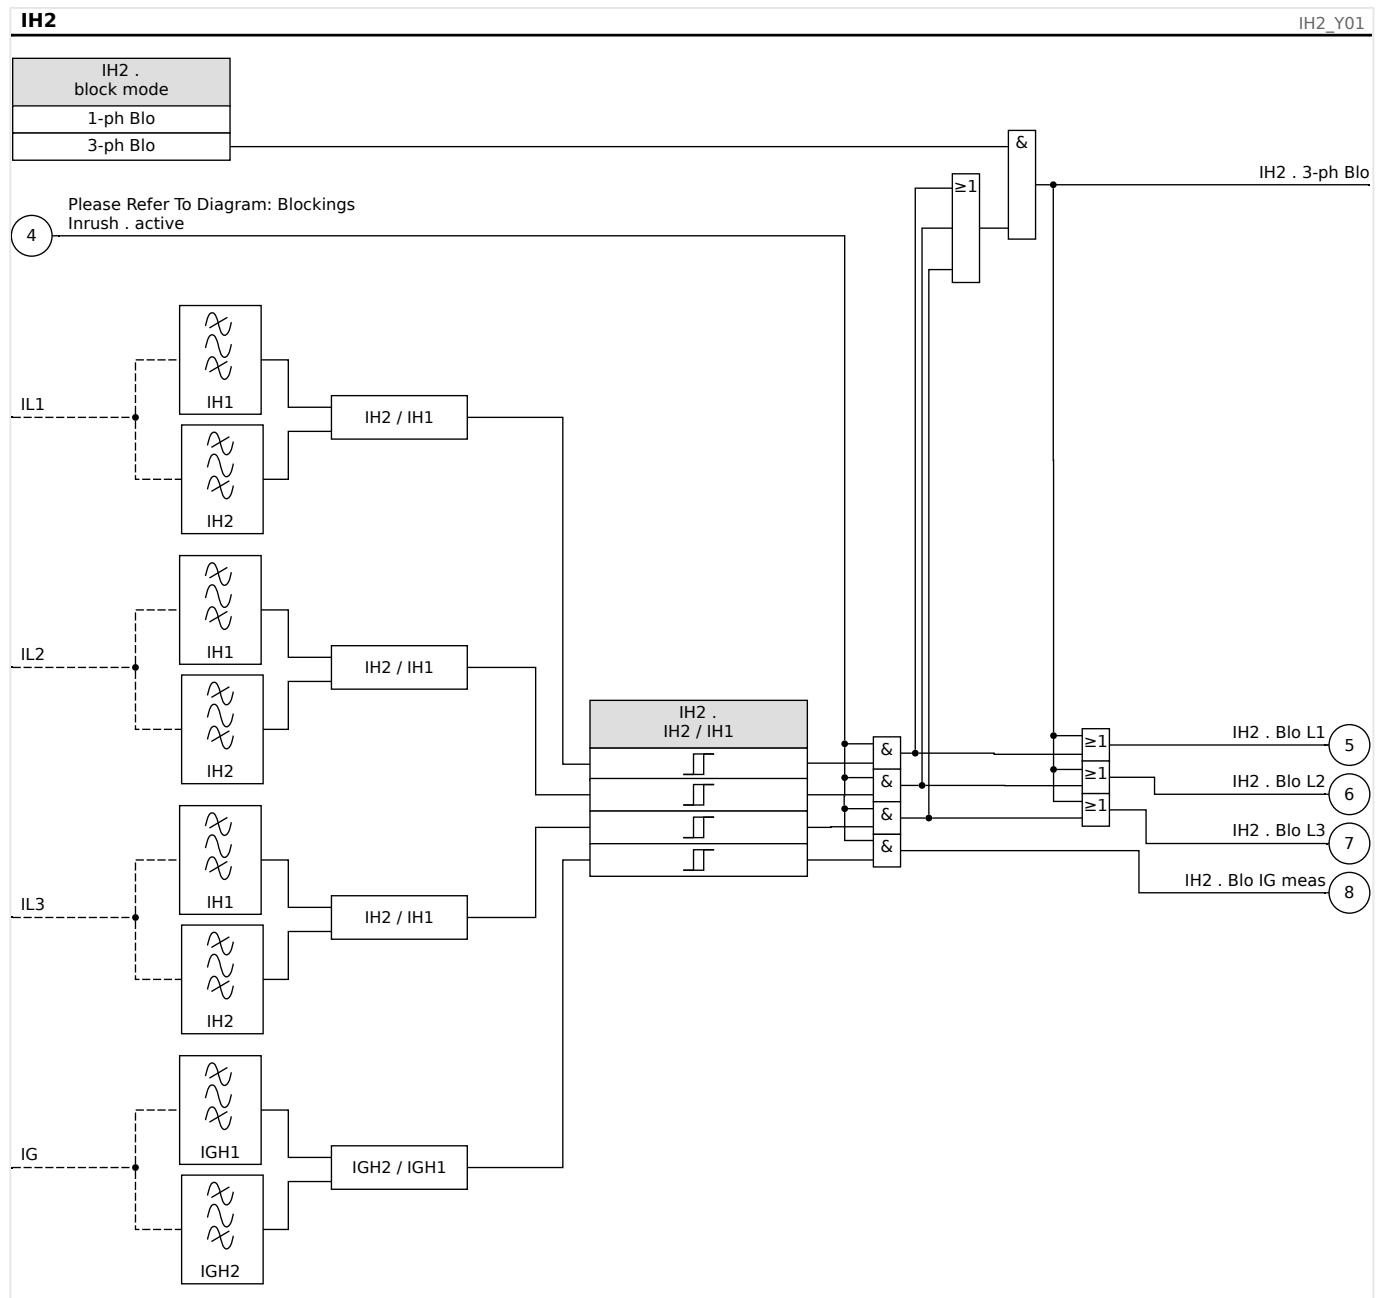 IH2
IH2_Y01
IH2 .
block mode
1-ph Blo
3-ph Blo
&
IH2 . 3-ph Blo
≥1
Please Refer To Diagram: Blockings
Inrush . active
4
IH1
IL1
IH2 / IH1
IH2
IH1
IL2
IH2 / IH1
IH2
IH2 .
IH2 / IH1
&
&
&
&
≥1
≥1
≥1
IH2 . Blo L1
5
IH2 . Blo L2
6
IH2 . Blo L3
7
IH2 . Blo IG meas
8
IH1
IL3
IH2 / IH1
IH2
IGH1
IG
IGH2 / IGH1
IGH2